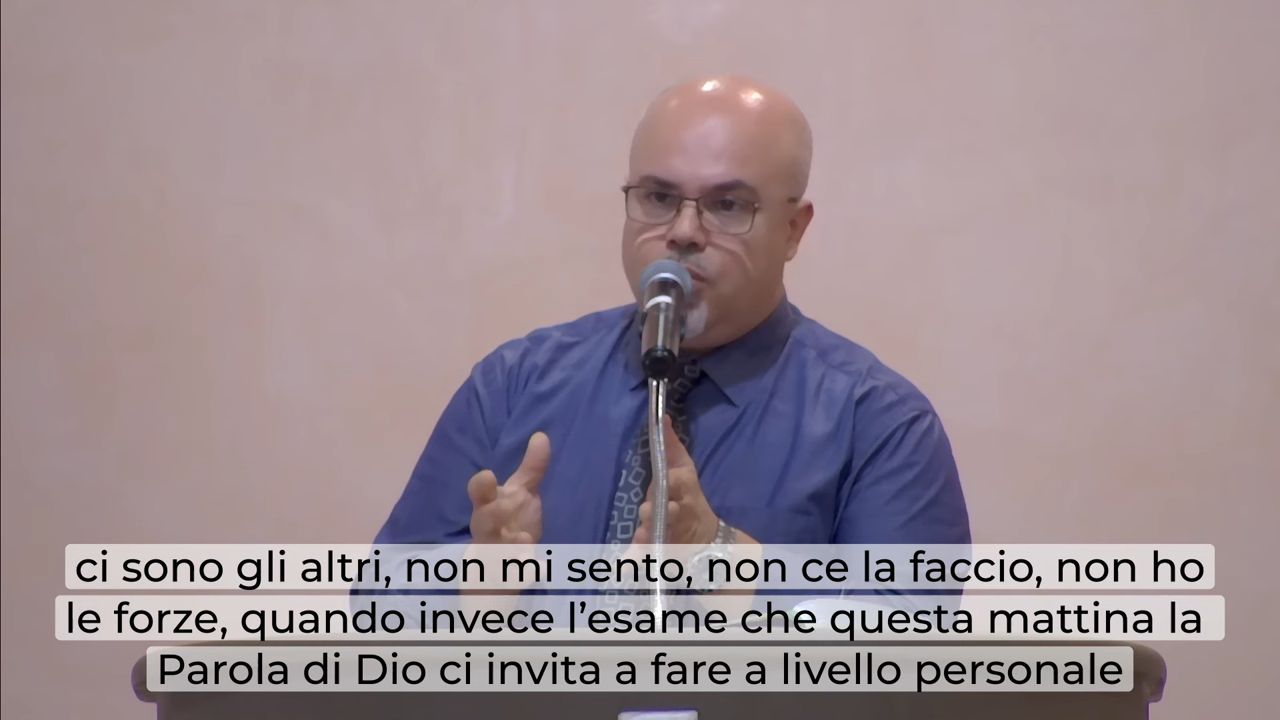 ci sono gli altri, non mi sento, non ce la faccio, non ho
le forze, quando invece l’esame che questa mattina la
Parola di Dio ci invita a fare a livello personale